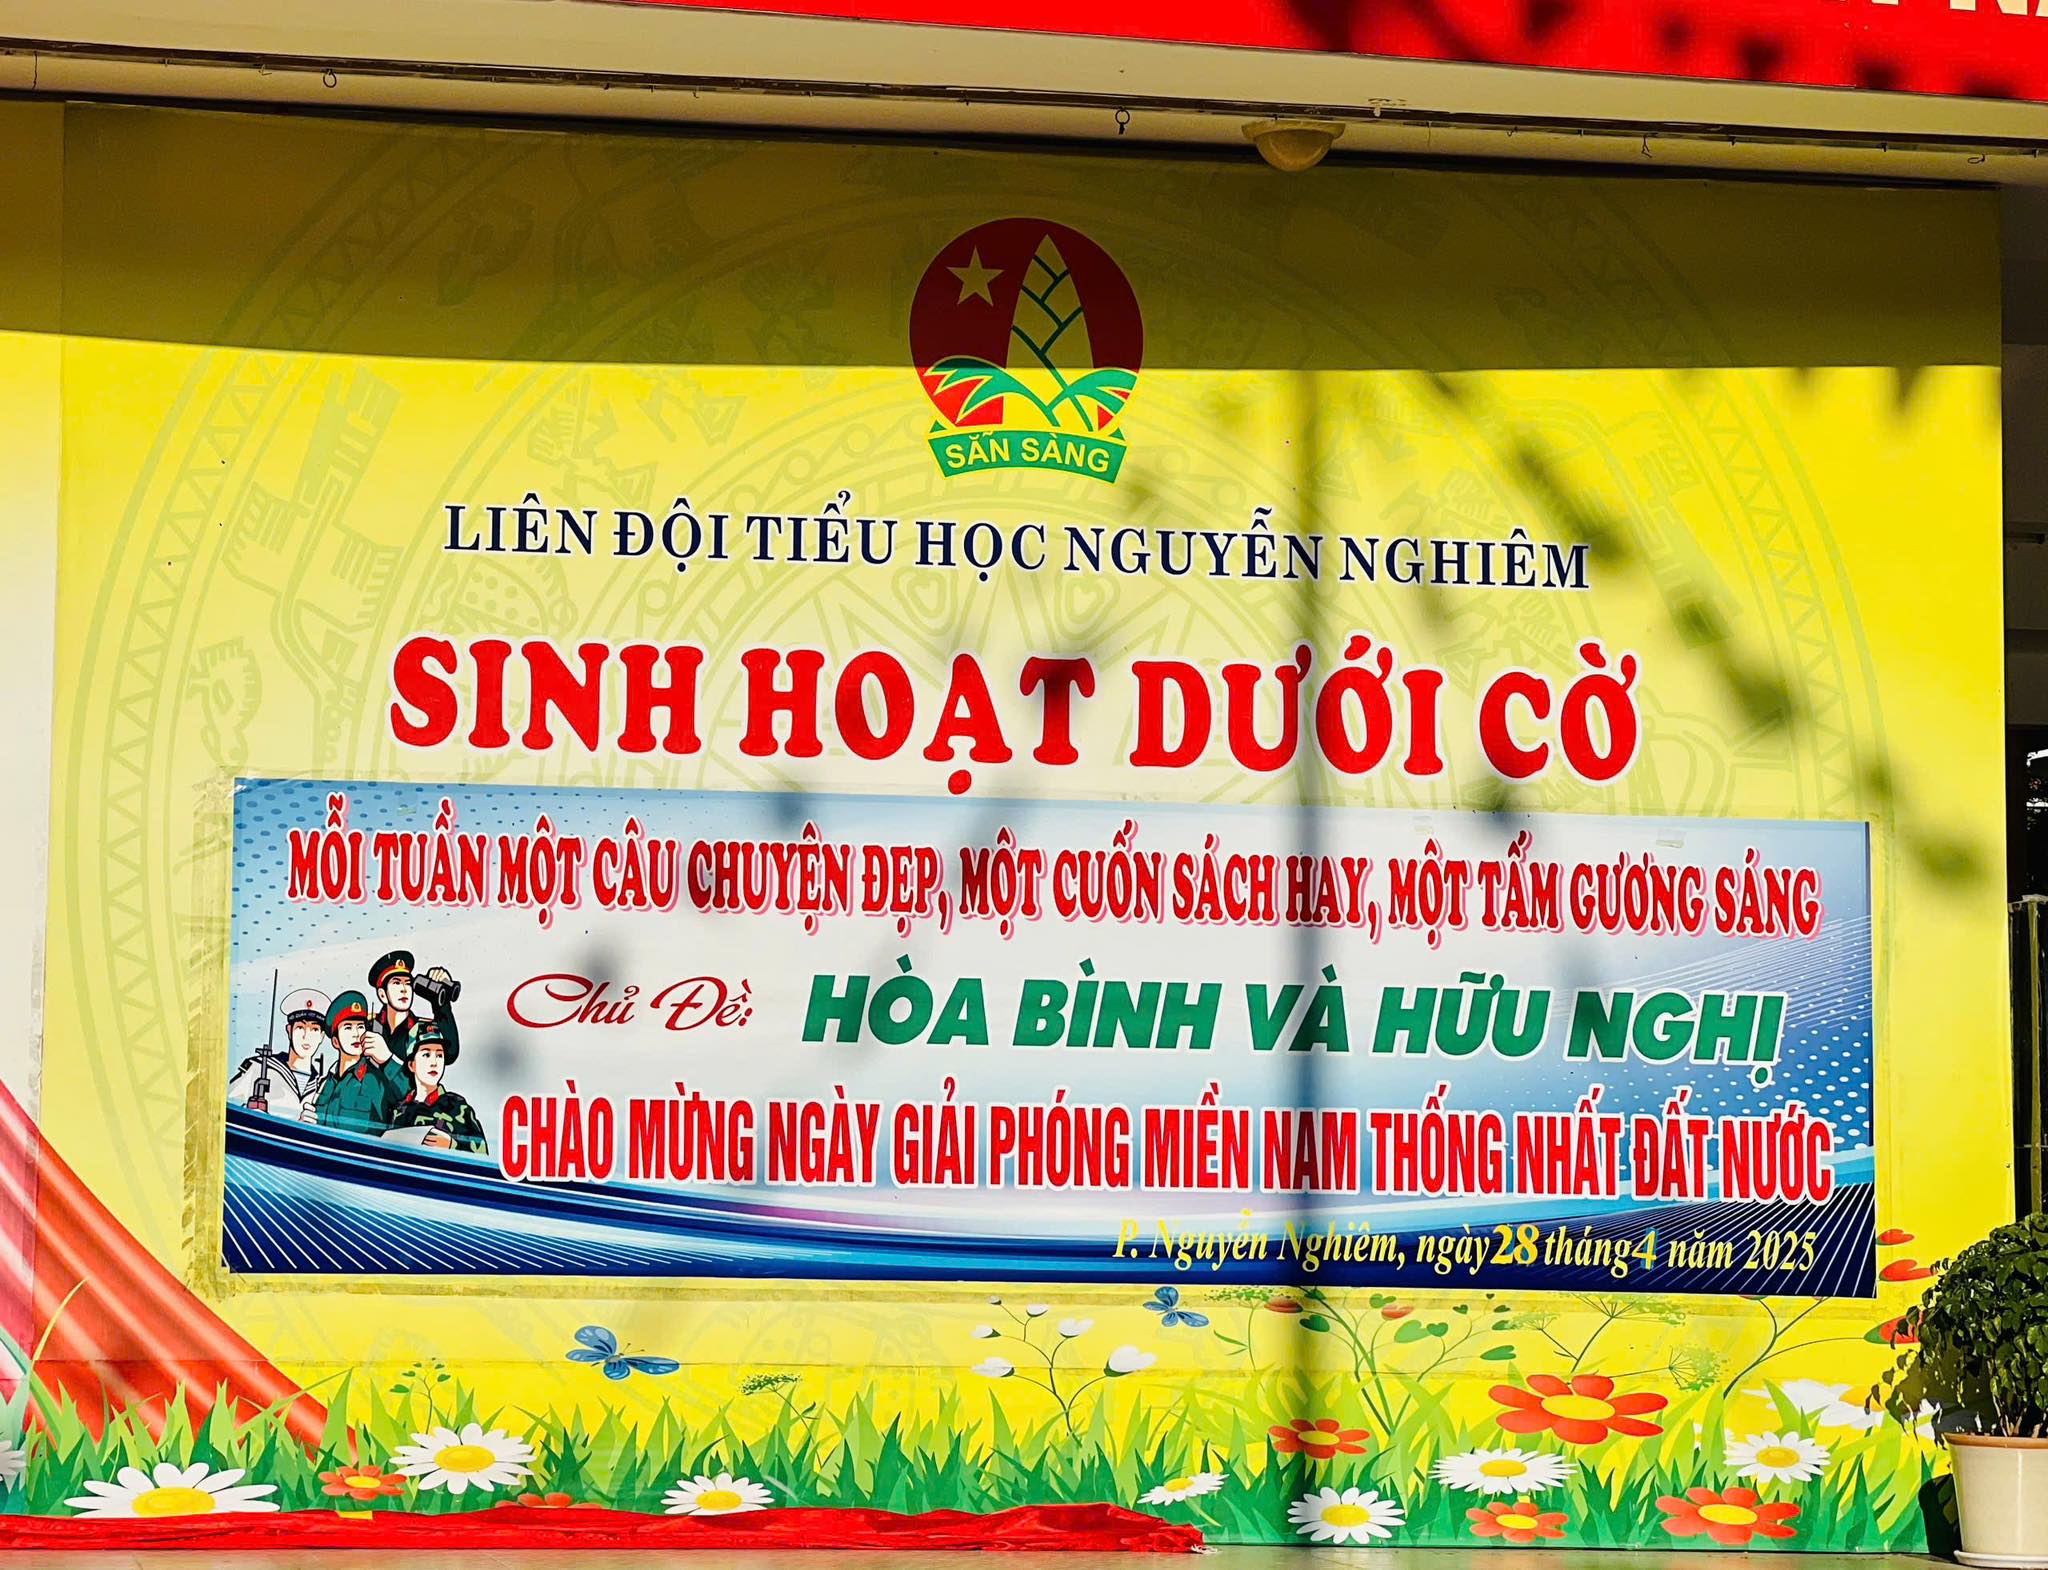 SẴN SÀNG
LIÊN ĐỘI TIỂU HỌC NGUYỄN NGHIÊM
SINH HOẠT DƯỚI CỜ
MỖI TUẦN MỘT CÂU CHUYỆN ĐẸP, MỘT CUỐN SÁCH HAY, MỘT TẤM GƯƠNG SÁNG
Chủ Đề: HÒA BÌNH VÀ HỮU NGHỊ
CHÀO MỪNG NGÀY GIẢI PHÓNG MIỀN NAM THỐNG NHẤT ĐẤT NƯỚC
P. Nguyễn Nghiêm, ngày 28 tháng 4 năm 2025